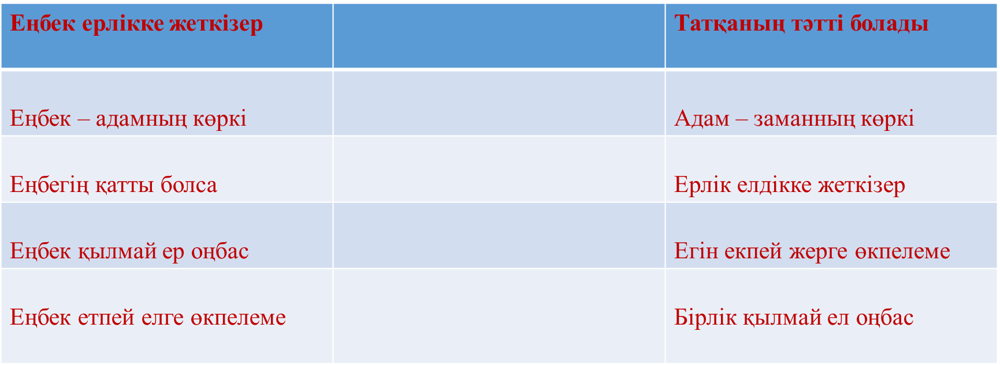 Еңбек ерлікке жеткізер
Татқаның тәтті болады
Еңбек – адамның көркі
Адам – заманның көркі
Еңбегің қатты болса
Ерлік елдікке жеткізер
Еңбек қылмай ер оңбас
Егін екпей жерге өкпелеме
Еңбек етпей елге өкпелеме
Бірлік қылмай ел оңбас